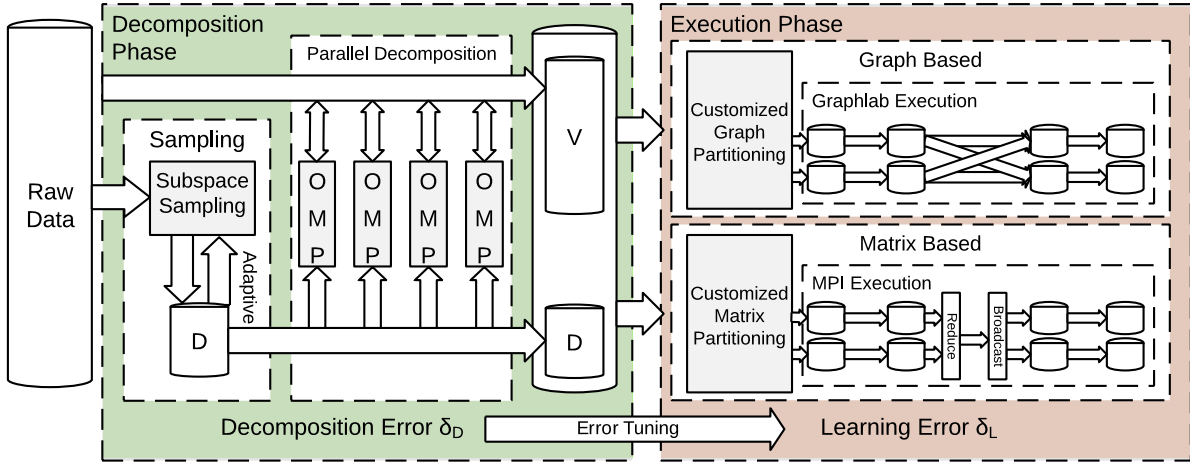 Raw
Data
Decomposition
Phase
Sampling
Subspace
Sampling
Adaptive
D
Parallel Decomposition
O
M
P
O
M
P
O
M
P
O
M
P
V
D
Decomposition Error δD
Error Tuning
Execution Phase
Graph Based
Customized
Graph
Partitioning
Graphlab Execution
Matrix Based
Customized
Matrix
Partitioning
MPI Execution
Reduce
Broadcast
Learning Error δL